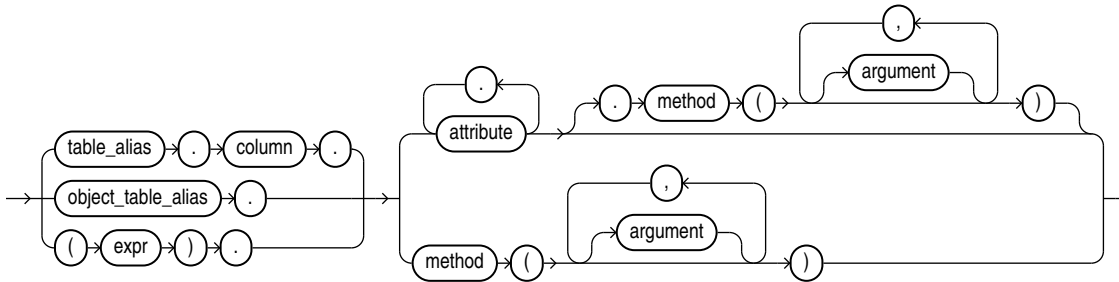 ,
argument
.
. method ( )
attribute
table_alias . column .
,
object_table_alias .
argument
( expr ) .
method ( )